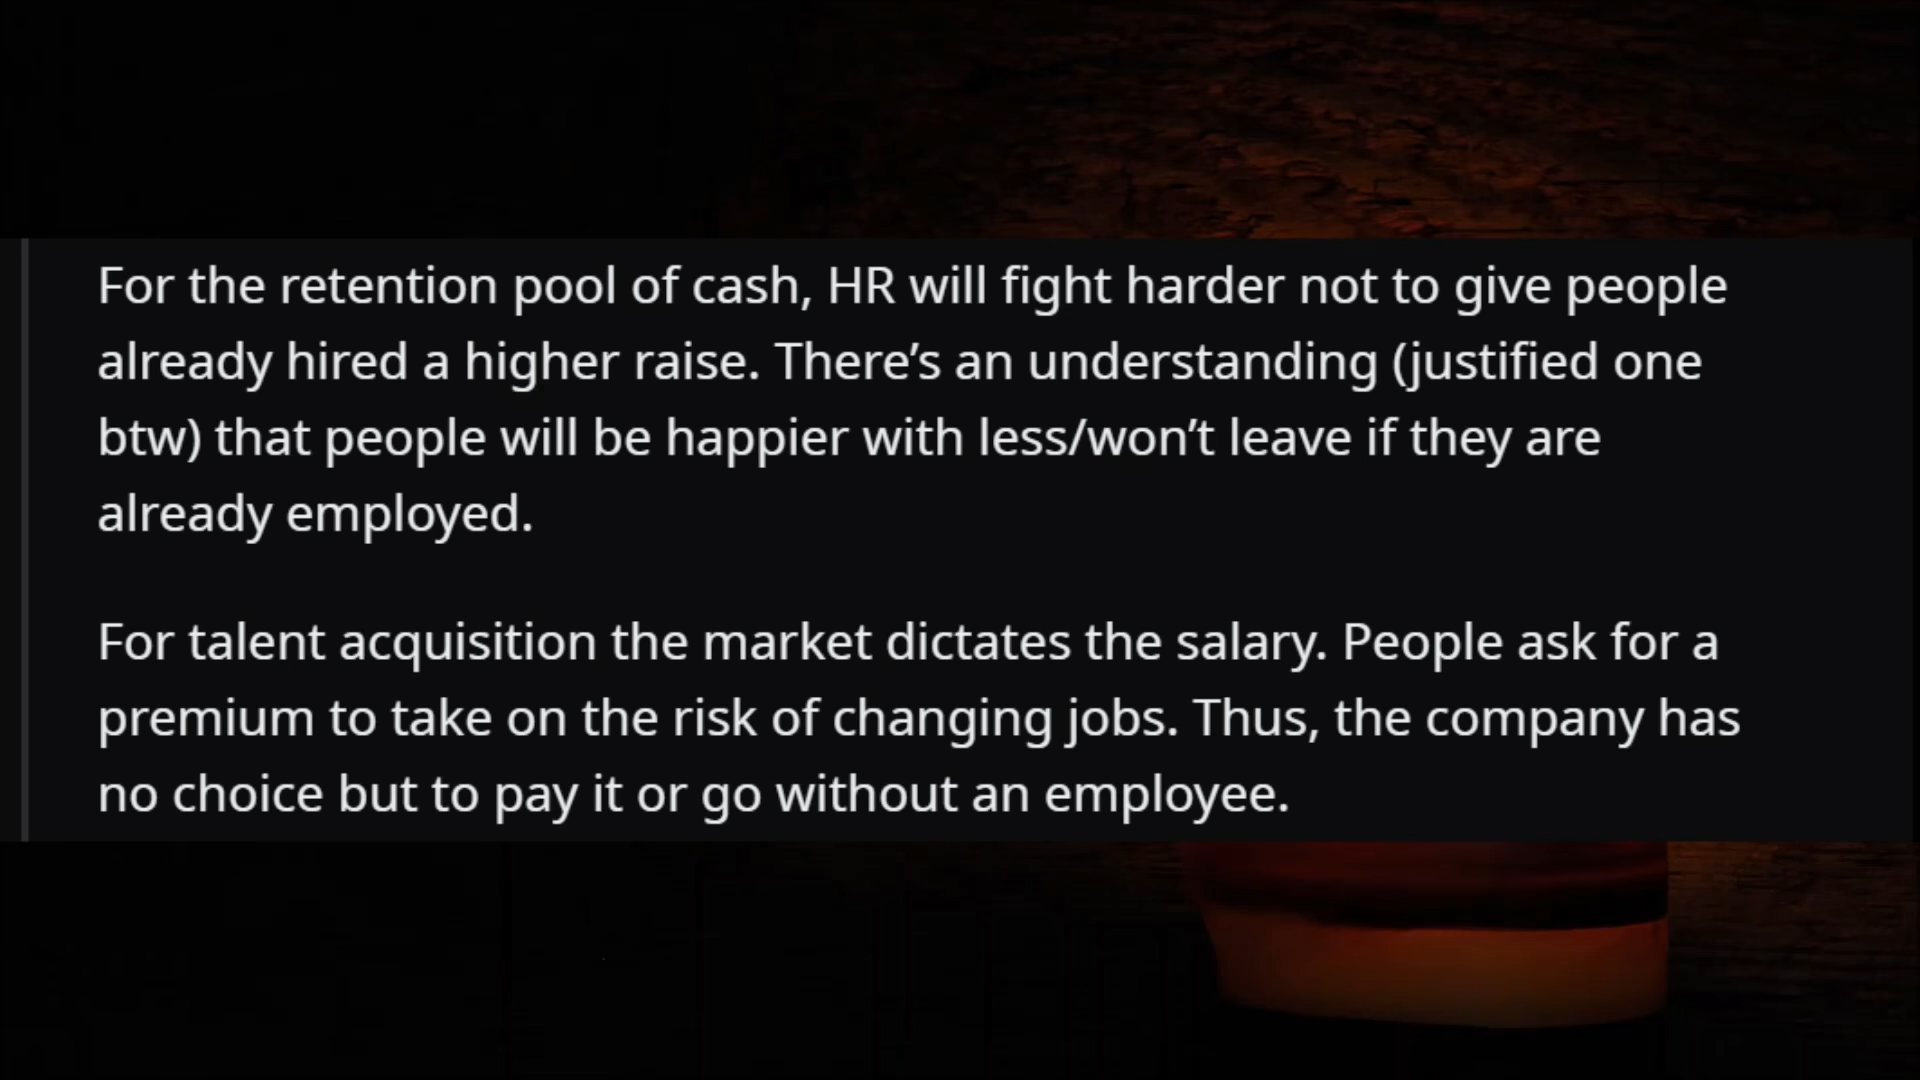 For the retention pool of cash, HR will fight harder not to give people
already hired a higher raise. There’s an understanding (justified one
btw) that people will be happier with less/won’t leave if they are
already employed.
For talent acquisition the market dictates the salary. People ask for a
premium to take on the risk of changing jobs. Thus, the company has
no choice but to pay it or go without an employee.